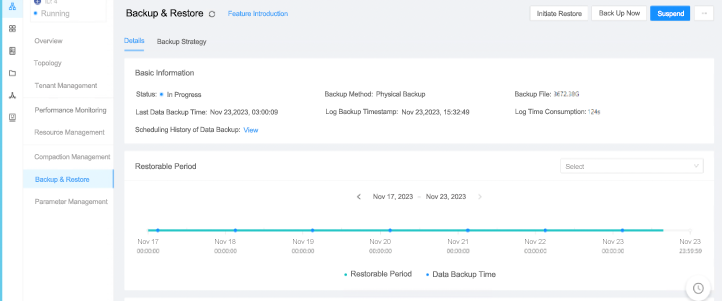 Running
Overview
Topology
Tenant Management
Performance Monitoring
Resource Management
Compaction Management
Backup & Restore
Parameter Management
Backup & Restore Feature Introduction
Initiate Restore Back Up Now Suspend ...
Details Backup Strategy
Basic Information
Status: In Progress Backup Method: Physical Backup Backup File:
Last Data Backup Time: Nov 23,2023, 03:00:09 Log Backup Timestamp: Nov 23,2023, 15:32:49 Log Time Consumption: 124s
Scheduling History of Data Backup: View
Restorable Period Select
< Nov 17, 2023 - Nov 23, 2023 >
Nov 17 Nov 18 Nov 19 Nov 20 Nov 21 Nov 22 Nov 23 Nov 23
00:00:00 00:00:00 00:00:00 00:00:00 00:00:00 00:00:00 00:00:00 23:59:59
Restorable Period Data Backup Time